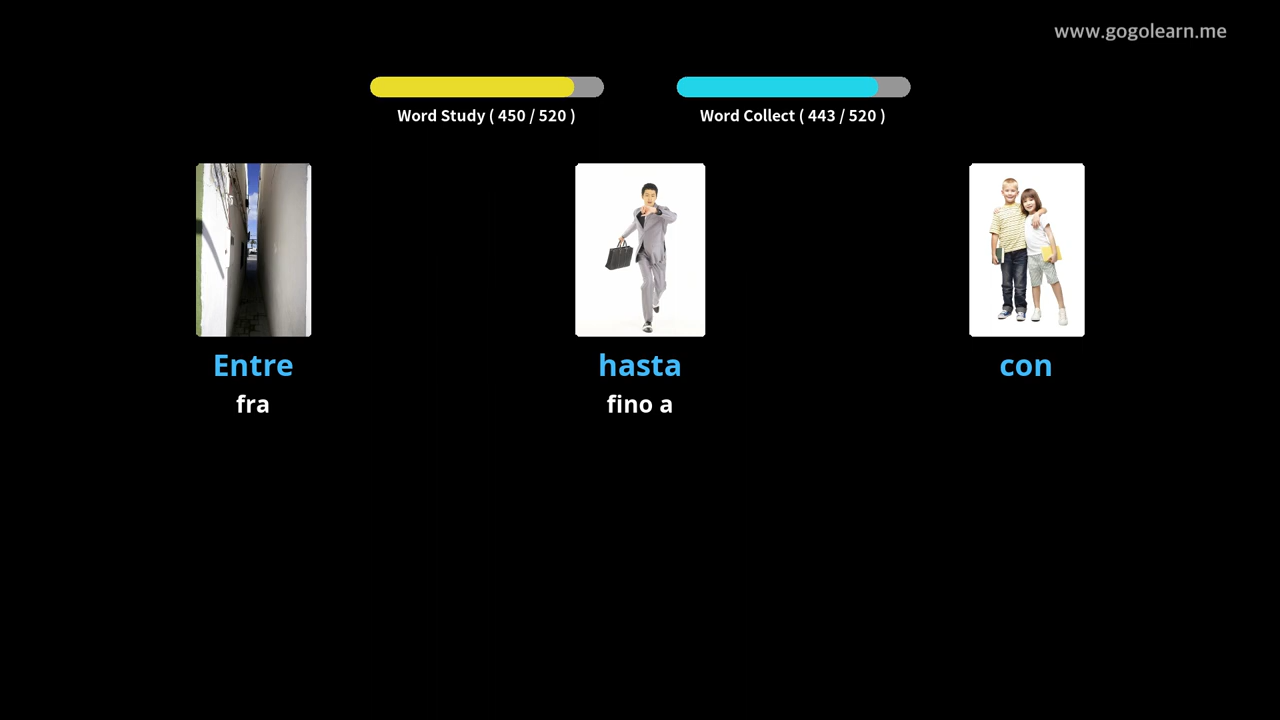 www.gogolearn.me
Word Study ( 450 / 520 )
Word Collect ( 443 / 520 )
Entre
hasta
con
fra
fino a